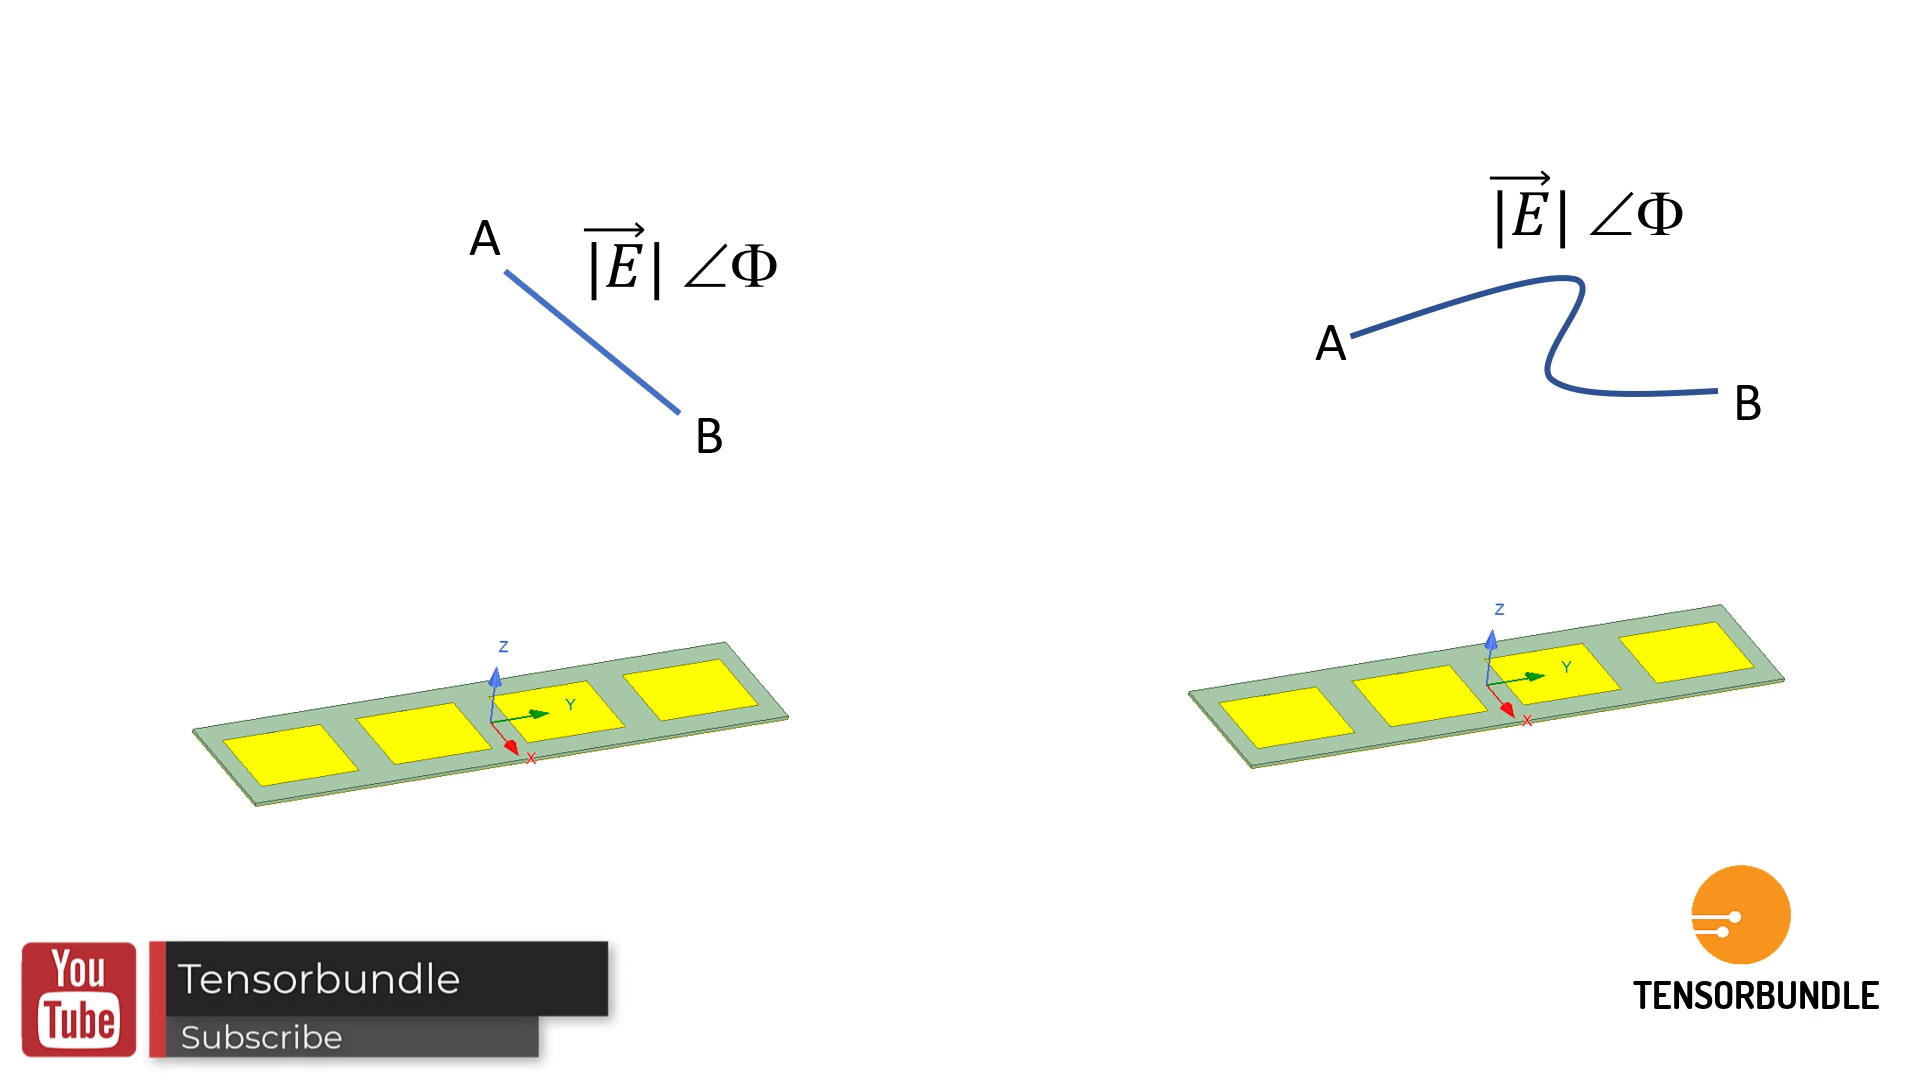 |E⃗| ∠Φ
A
B
|E⃗| ∠Φ
A
B
Z
Y
X
Z
Y
X
You
Tube
Tensorbundle
Subscribe
TENSORBUNDLE